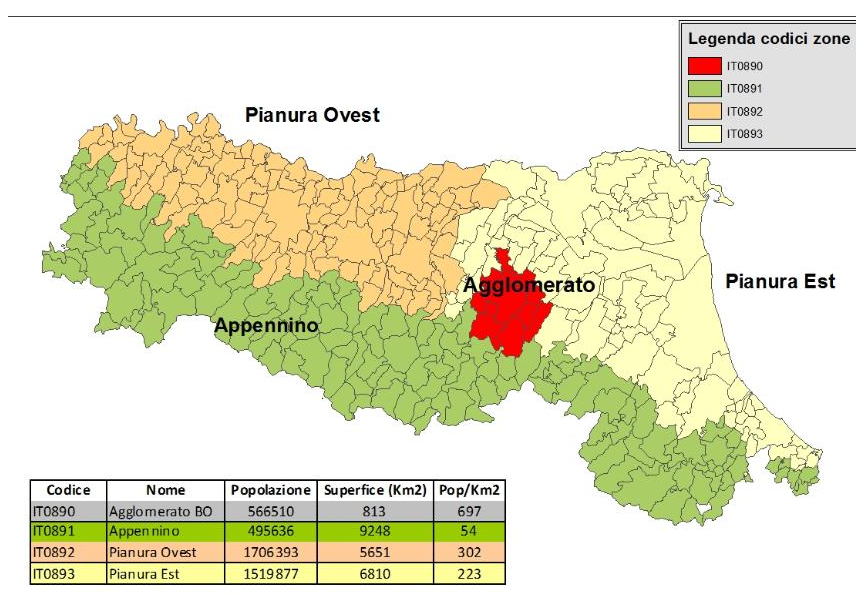 Legenda codici zone
IT0890
IT0891
IT0892
IT0893
Pianura Ovest
Agglomerato
Pianura Est
Appennino
Codice Nome Popolazione Superfice (Km2) Pop/Km2
IT0890 Agglomerato BO 566510 813 697
IT0891 Appennino 495636 9248 54
IT0892 Pianura Ovest 1706393 5651 302
IT0893 Pianura Est 1519877 6810 223